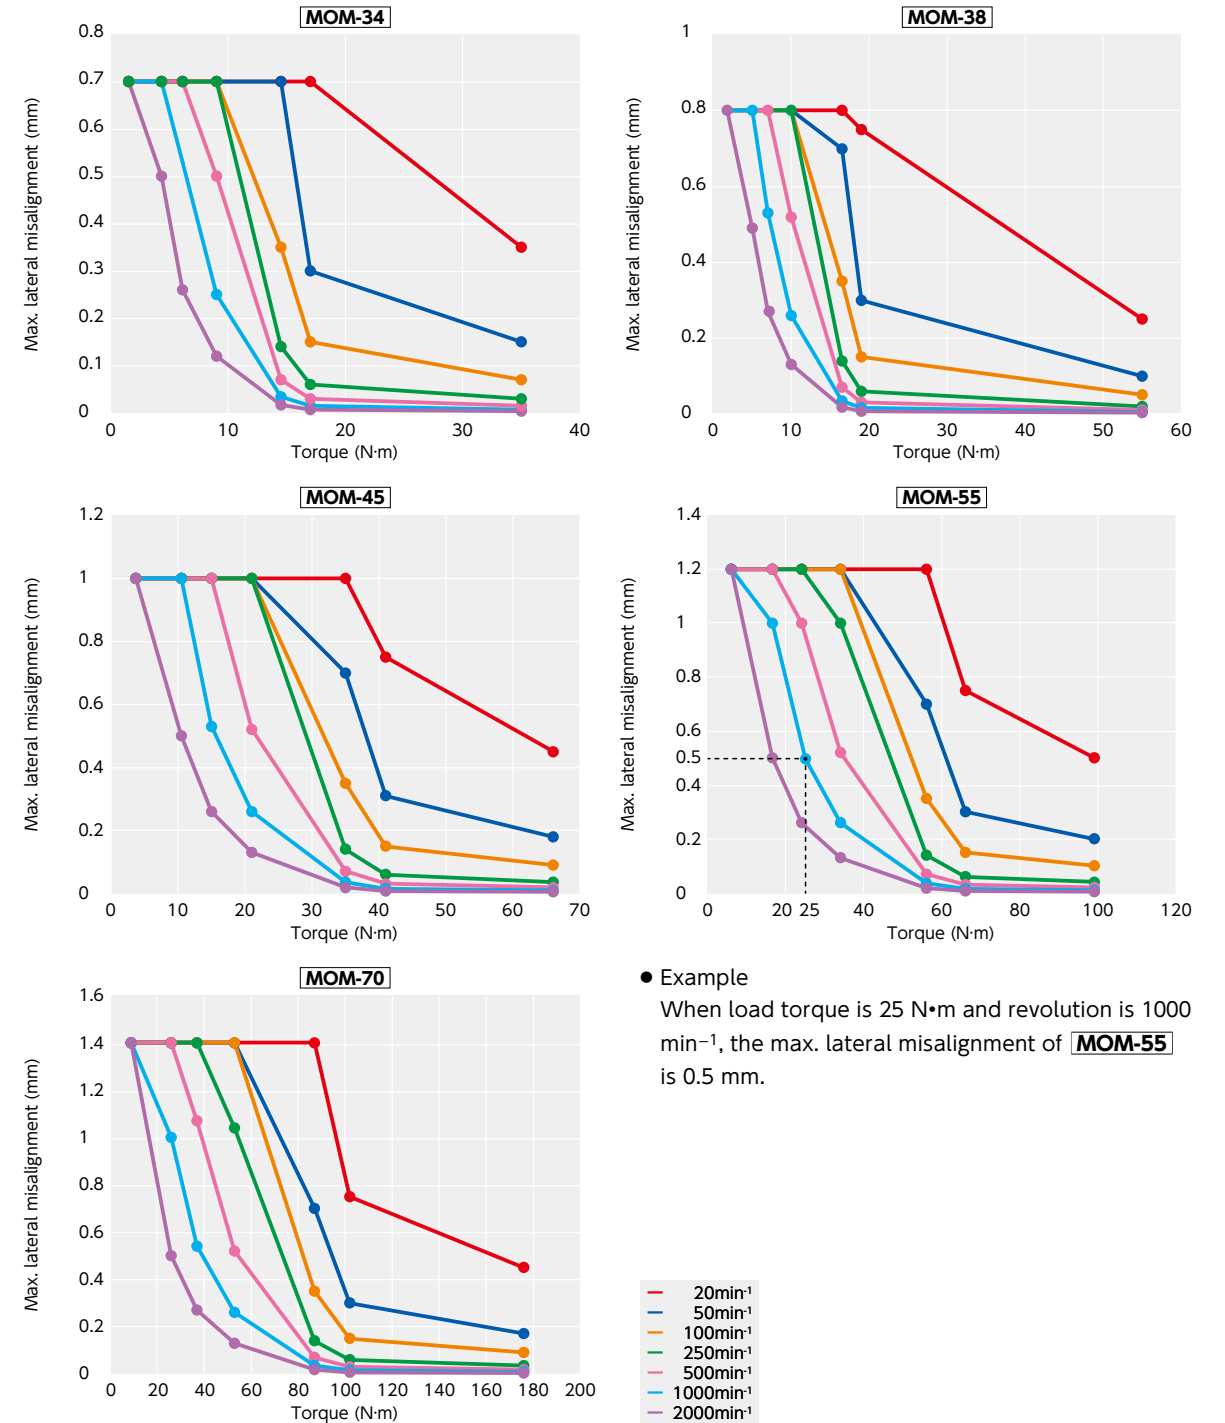 MOM-34
0.8
0.7
0.6
0.5
0.4
0.3
0.2
0.1
0
Max. lateral misalignment (mm)
0 10 20 30 40
Torque (N·m)
MOM-38
1
0.8
0.6
0.4
0.2
0
Max. lateral misalignment (mm)
0 10 20 30 40 50 60
Torque (N·m)
MOM-45
1.2
1
0.8
0.6
0.4
0.2
0
Max. lateral misalignment (mm)
0 10 20 30 40 50 60 70
Torque (N·m)
MOM-55
1.4
1.2
1
0.8
0.6
0.5
0.4
0.2
0
Max. lateral misalignment (mm)
0 20 25 40 60 80 100 120
Torque (N·m)
MOM-70
1.6
1.4
1.2
1
0.8
0.6
0.4
0.2
0
Max. lateral misalignment (mm)
0 20 40 60 80 100 120 140 160 180 200
Torque (N·m)
● Example
When load torque is 25 N•m and revolution is 1000
min⁻¹, the max. lateral misalignment of MOM-55
is 0.5 mm.
20min⁻¹
50min⁻¹
100min⁻¹
250min⁻¹
500min⁻¹
1000min⁻¹
2000min⁻¹